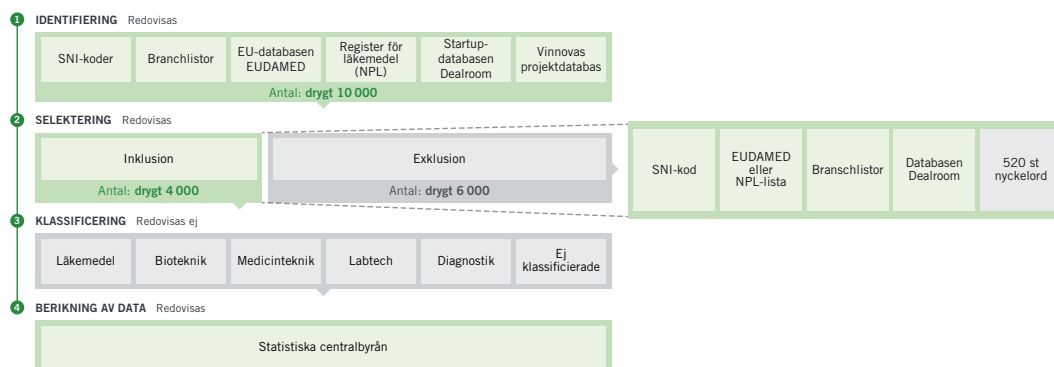 1 IDENTIFIERING Redovisas
SNI-koder
Branchlistor
EU-databasen
EUDAMED
Register för
läkemedel
(NPL)
Startup-
databasen
Dealroom
Vinnovas
projektdatabas
Antal: drygt 10 000
2 SELEKTERING Redovisas
Inklusion
Antal: drygt 4 000
Exklusion
Antal: drygt 6 000
SNI-kod
EUDAMED
eller
NPL-lista
Branschlistor
Databasen
Dealroom
520 st
nyckelord
3 KLASSIFICERING Redovisas ej
Läkemedel
Bioteknik
Medicinteknik
Labtech
Diagnostik
Ej
klassificierade
4 BERIKNING AV DATA Redovisas
Statistiska centralbyrån